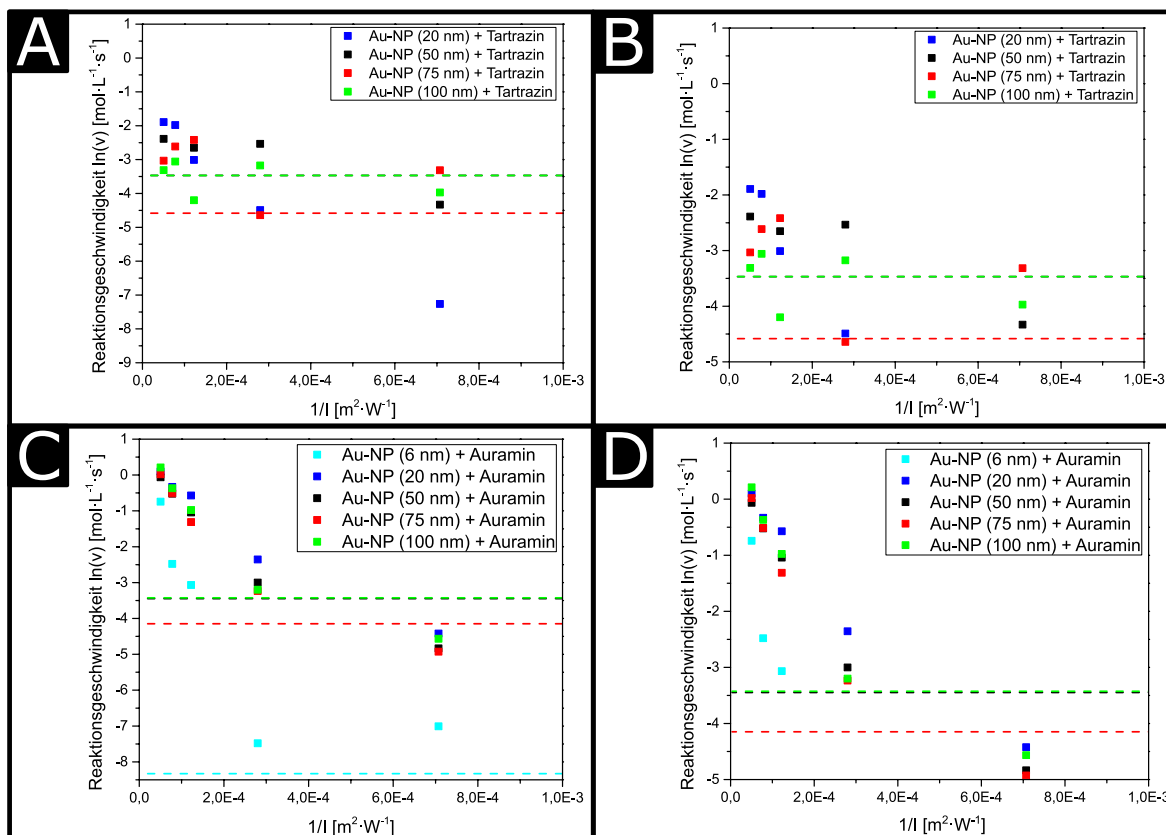 A
Reaktionsgeschwindigkeit ln(v) [mol·L⁻¹·s⁻¹]
1
0
-1
-2
-3
-4
-5
-6
-7
-8
-9
Au-NP (20 nm) + Tartrazin
Au-NP (50 nm) + Tartrazin
Au-NP (75 nm) + Tartrazin
Au-NP (100 nm) + Tartrazin
0,0 2,0E-4 4,0E-4 6,0E-4 8,0E-4 1,0E-3
1/I [m²·W⁻¹]
B
Reaktionsgeschwindigkeit ln(v) [mol·L⁻¹·s⁻¹]
1
0
-1
-2
-3
-4
-5
Au-NP (20 nm) + Tartrazin
Au-NP (50 nm) + Tartrazin
Au-NP (75 nm) + Tartrazin
Au-NP (100 nm) + Tartrazin
0,0 2,0E-4 4,0E-4 6,0E-4 8,0E-4 1,0E-3
1/I [m²·W⁻¹]
C
Reaktionsgeschwindigkeit ln(v) [mol·L⁻¹·s⁻¹]
1
0
-1
-2
-3
-4
-5
-6
-7
-8
Au-NP (6 nm) + Auramin
Au-NP (20 nm) + Auramin
Au-NP (50 nm) + Auramin
Au-NP (75 nm) + Auramin
Au-NP (100 nm) + Auramin
0,0 2,0E-4 4,0E-4 6,0E-4 8,0E-4 1,0E-3
1/I [m²·W⁻¹]
D
Reaktionsgeschwindigkeit ln(v) [mol·L⁻¹·s⁻¹]
1
0
-1
-2
-3
-4
-5
Au-NP (6 nm) + Auramin
Au-NP (20 nm) + Auramin
Au-NP (50 nm) + Auramin
Au-NP (75 nm) + Auramin
Au-NP (100 nm) + Auramin
0,0 2,0E-4 4,0E-4 6,0E-4 8,0E-4 1,0E-3
1/I [m²·W⁻¹]